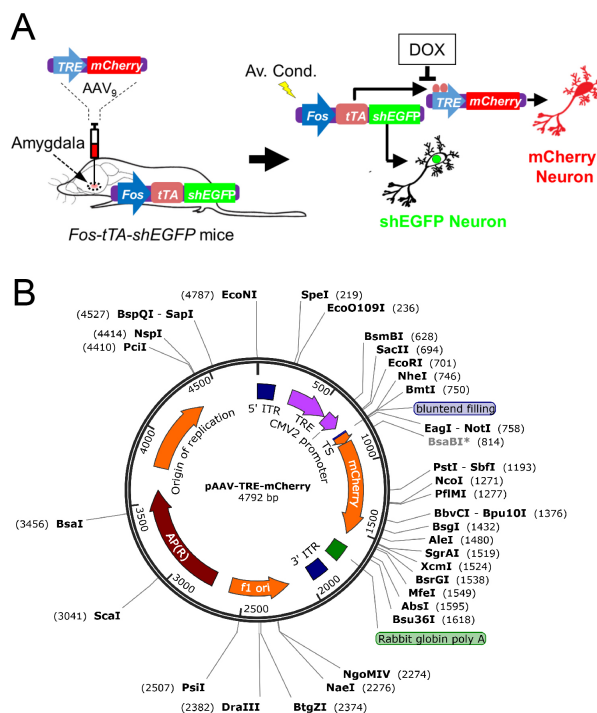 A
TRE mCherry
AAV9
Amygdala
Fos tTA shEGFP
Fos-tTA-shEGFP mice
Av. Cond.
DOX
Fos tTA shEGFP
TRE mCherry
mCherry
Neuron
shEGFP Neuron
B
(4787) EcoNI
(4527) BspQI - SapI
(4414) NspI
(4410) PciI
(3456) BsaI
(3041) ScaI
(2507) PsiI
(2382) DraIII
SpeI (219)
EcoO109I (236)
BsmBI (628)
SacII (694)
EcoRI (701)
NheI (746)
BmtI (750)
bluntend filling
EagI - NotI (758)
BsaBI* (814)
PstI - SbfI (1193)
NcoI (1271)
PflMI (1277)
BbvCI - Bpu10I (1376)
BsgI (1432)
AleI (1480)
SgrAI (1519)
XcmI (1524)
BsrGI (1538)
MfeI (1549)
AbsI (1595)
Bsu36I (1618)
Rabbit globin poly A
NgoMIV (2274)
NaeI (2276)
BtgZI (2374)
500
1000
1500
2000
2500
3000
3500
4000
4500
5' ITR
TRE
CMV2 promoter
TS
mCherry
3' ITR
f1 ori
AP(R)
Origin of replication
pAAV-TRE-mCherry
4792 bp